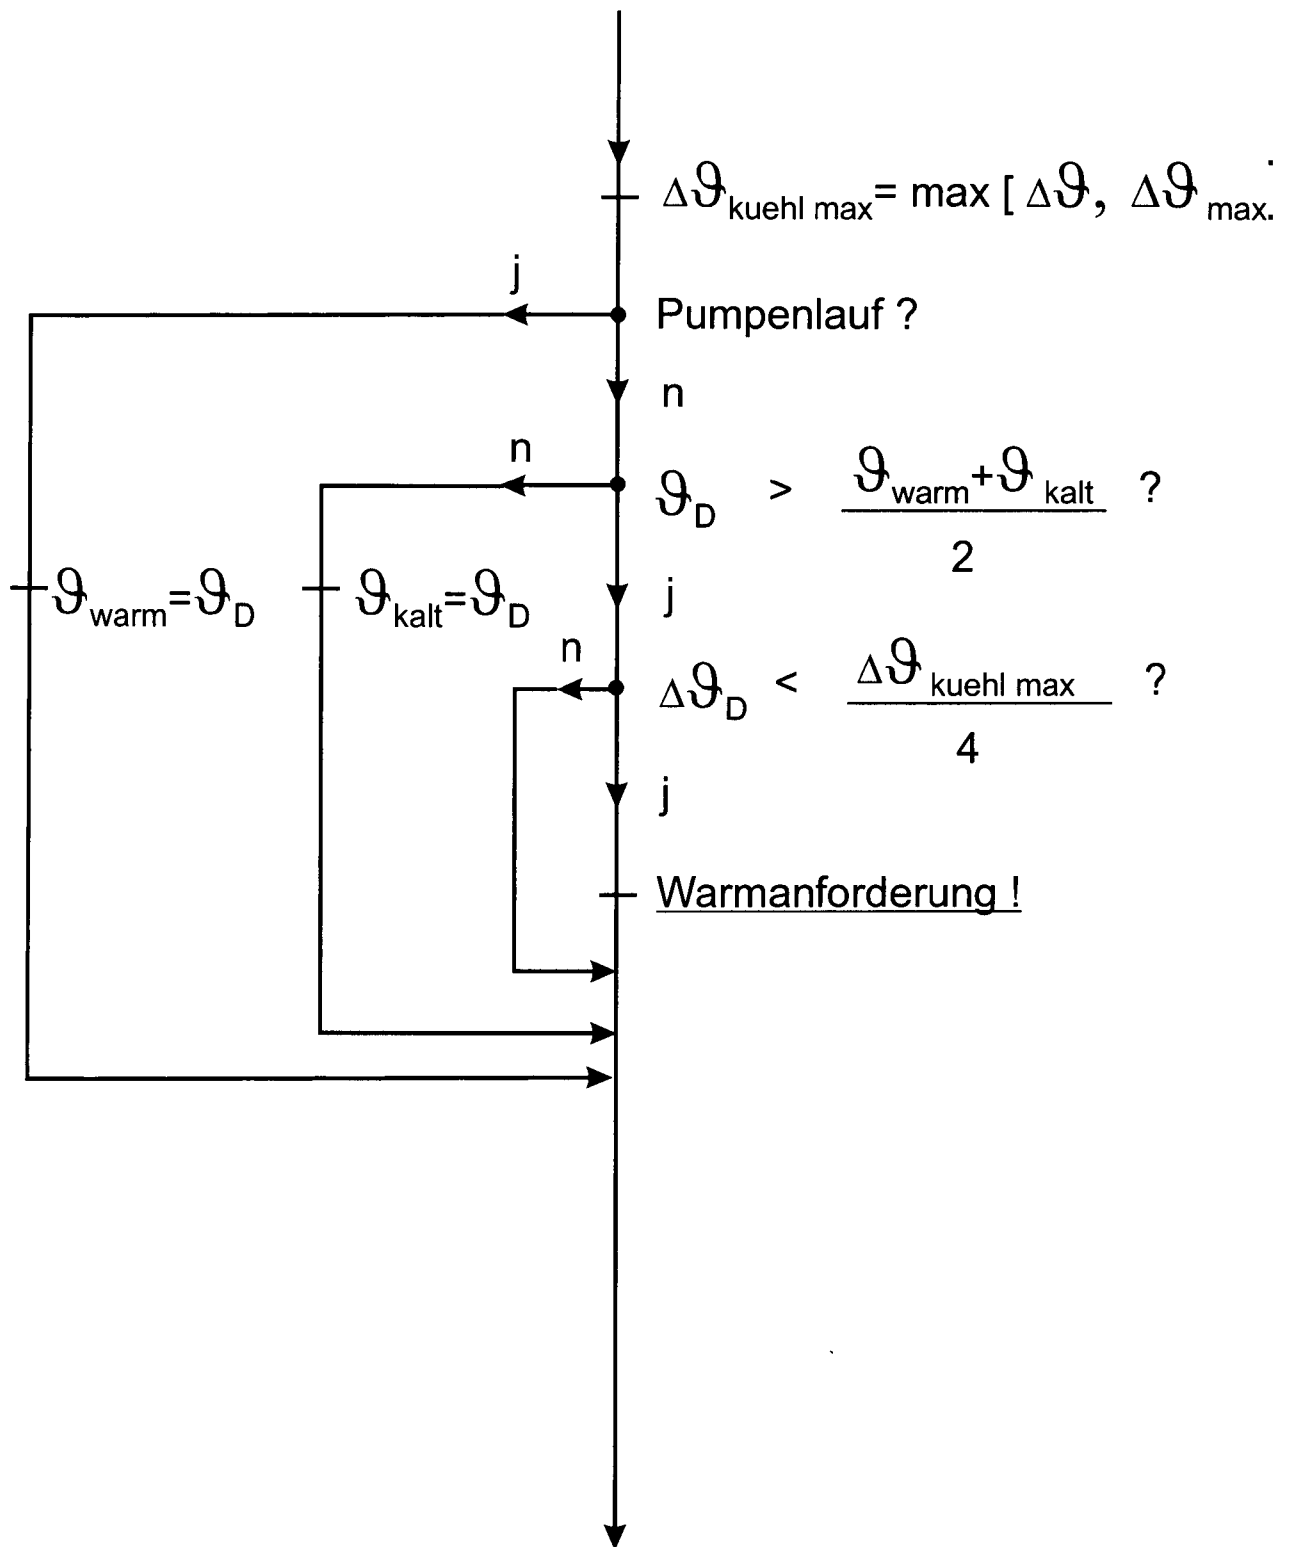 Δϑkuehl max= max [ Δϑ, Δϑmax.
j
Pumpenlauf ?
n
n
ϑD > ϑwarm+ϑkalt ?
2
ϑwarm=ϑD
ϑkalt=ϑD
j
n
ΔϑD < Δϑkuehl max ?
4
j
Warmanforderung !